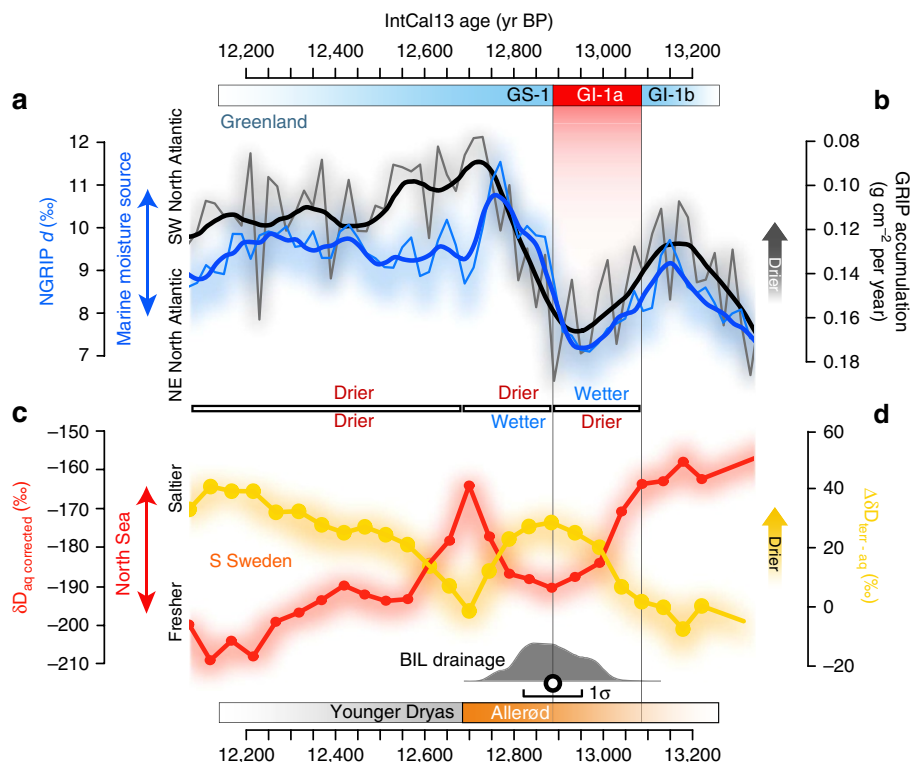 IntCal13 age (yr BP)
12,200 12,400 12,600 12,800 13,000 13,200
GS-1 GI-1a GI-1b
a
b
Greenland
NGRIP d (‰)
Marine moisture source
12
11
10
9
8
7
SW North Atlantic
NE North Atlantic
0.08
0.10
0.12
0.14
0.16
0.18
GRIP accumulation
(g cm⁻² per year)
Drier
Drier Drier Wetter
Drier Wetter Drier
c
d
δD aq corrected (‰)
North Sea
−150
−160
−170
−180
−190
−200
−210
Saltier
Fresher
S Sweden
60
40
20
0
−20
ΔδD terr - aq (‰)
Drier
BIL drainage
1σ
Younger Dryas Allerød
12,200 12,400 12,600 12,800 13,000 13,200